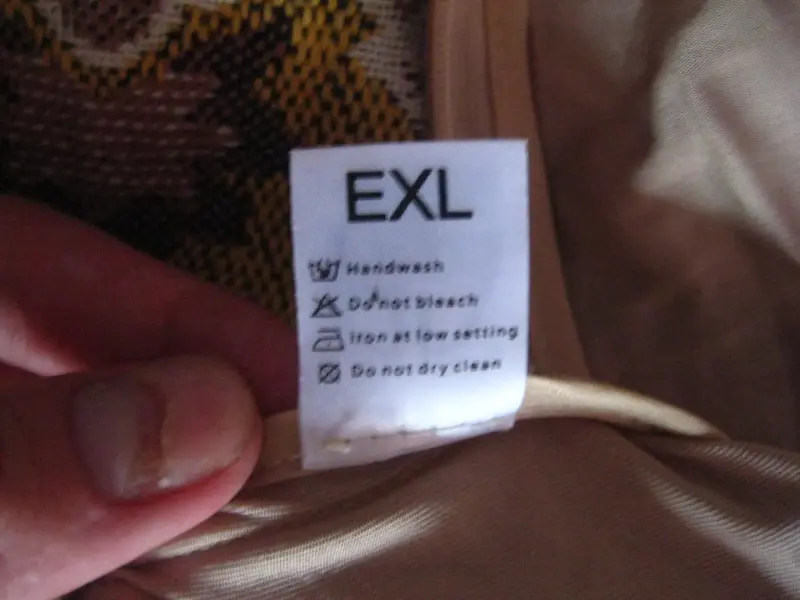 EXL
Handwash
Do not bleach
Iron at low setting
Do not dry clean